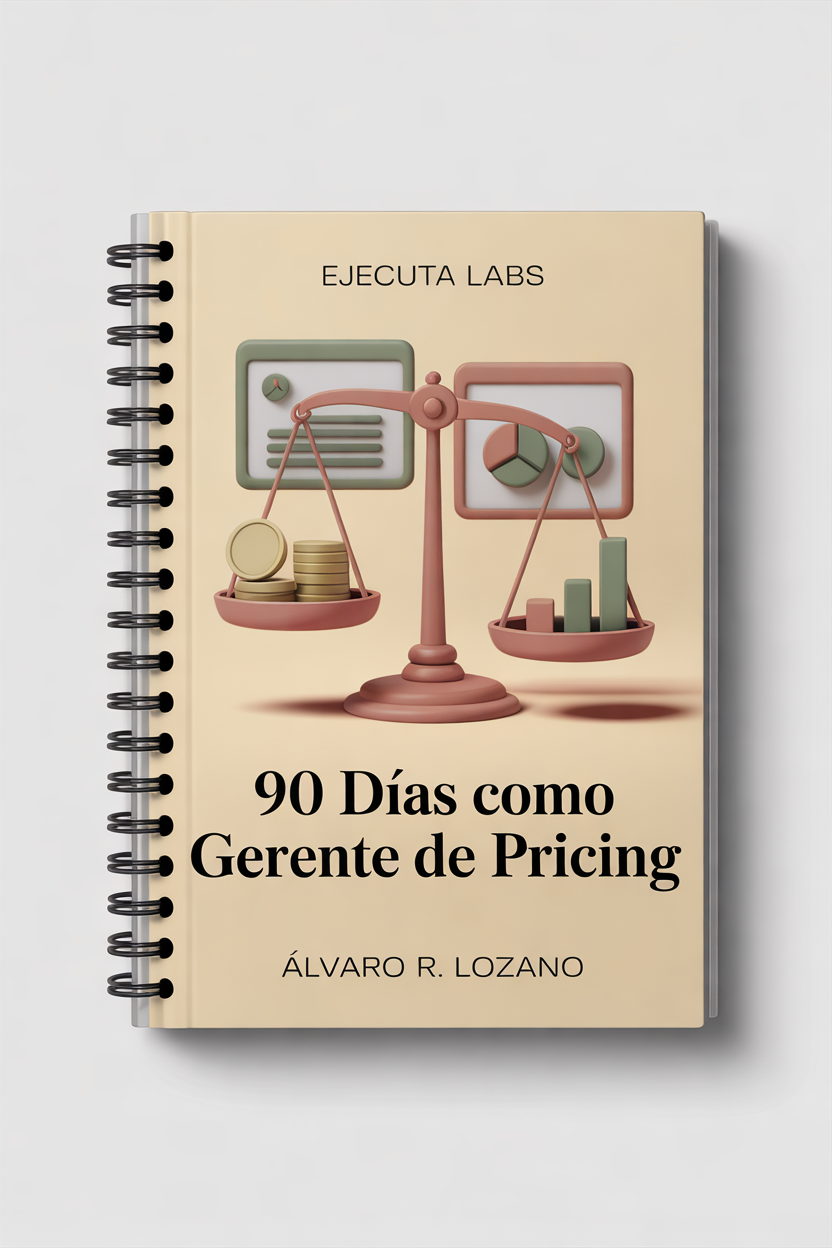 EJECUTA LABS
90 Días como
Gerente de Pricing
ÁLVARO R. LOZANO